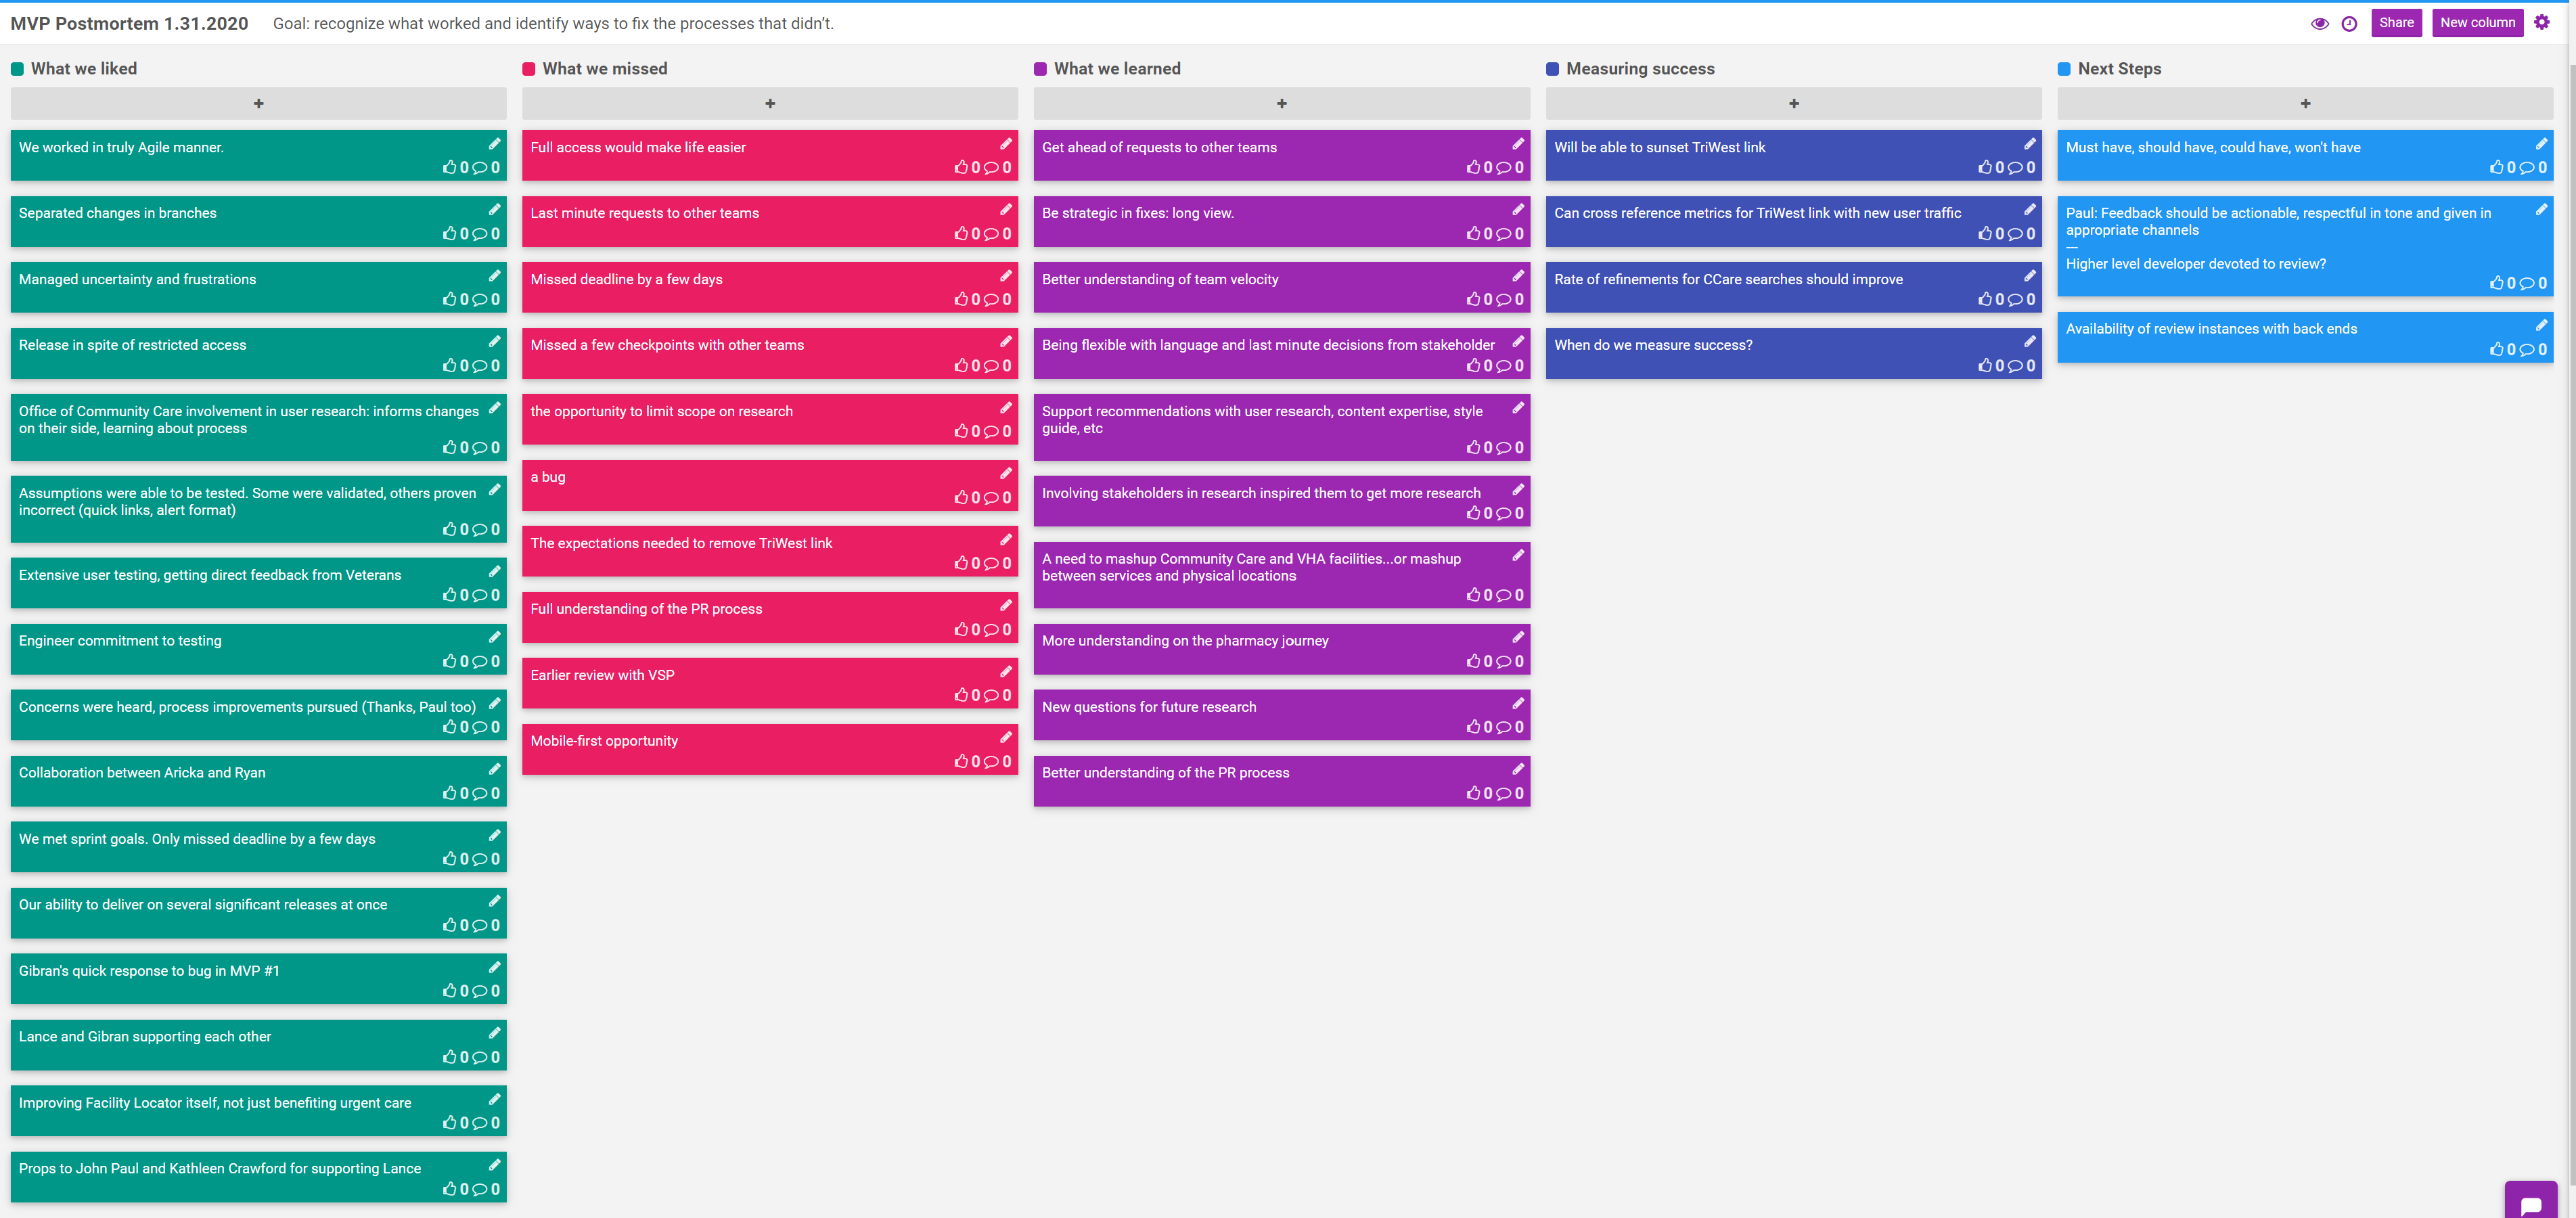 MVP Postmortem 1.31.2020
Goal: recognize what worked and identify ways to fix the processes that didn't.
Share
New column
What we liked
+
We worked in truly Agile manner.
0 0
Separated changes in branches
0 0
Managed uncertainty and frustrations
0 0
Release in spite of restricted access
0 0
Office of Community Care involvement in user research: informs changes
on their side, learning about process
0 0
Assumptions were able to be tested. Some were validated, others proven
incorrect (quick links, alert format)
0 0
Extensive user testing, getting direct feedback from Veterans
0 0
Engineer commitment to testing
0 0
Concerns were heard, process improvements pursued (Thanks, Paul too)
0 0
Collaboration between Aricka and Ryan
0 0
We met sprint goals. Only missed deadline by a few days
0 0
Our ability to deliver on several significant releases at once
0 0
Gibran's quick response to bug in MVP #1
0 0
Lance and Gibran supporting each other
0 0
Improving Facility Locator itself, not just benefiting urgent care
0 0
Props to John Paul and Kathleen Crawford for supporting Lance
0 0
What we missed
+
Full access would make life easier
0 0
Last minute requests to other teams
0 0
Missed deadline by a few days
0 0
Missed a few checkpoints with other teams
0 0
the opportunity to limit scope on research
0 0
a bug
0 0
The expectations needed to remove TriWest link
0 0
Full understanding of the PR process
0 0
Earlier review with VSP
0 0
Mobile-first opportunity
0 0
What we learned
+
Get ahead of requests to other teams
0 0
Be strategic in fixes: long view.
0 0
Better understanding of team velocity
0 0
Being flexible with language and last minute decisions from stakeholder
0 0
Support recommendations with user research, content expertise, style
guide, etc
0 0
Involving stakeholders in research inspired them to get more research
0 0
A need to mashup Community Care and VHA facilities...or mashup
between services and physical locations
0 0
More understanding on the pharmacy journey
0 0
New questions for future research
0 0
Better understanding of the PR process
0 0
Measuring success
+
Will be able to sunset TriWest link
0 0
Can cross reference metrics for TriWest link with new user traffic
0 0
Rate of refinements for CCare searches should improve
0 0
When do we measure success?
0 0
Next Steps
+
Must have, should have, could have, won't have
0 0
Paul: Feedback should be actionable, respectful in tone and given in
appropriate channels
—
Higher level developer devoted to review?
0 0
Availability of review instances with back ends
0 0